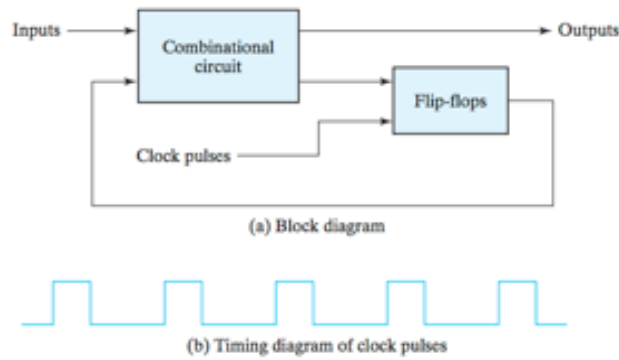 Inputs
Combinational
circuit
Outputs
Flip-flops
Clock pulses
(a) Block diagram
(b) Timing diagram of clock pulses